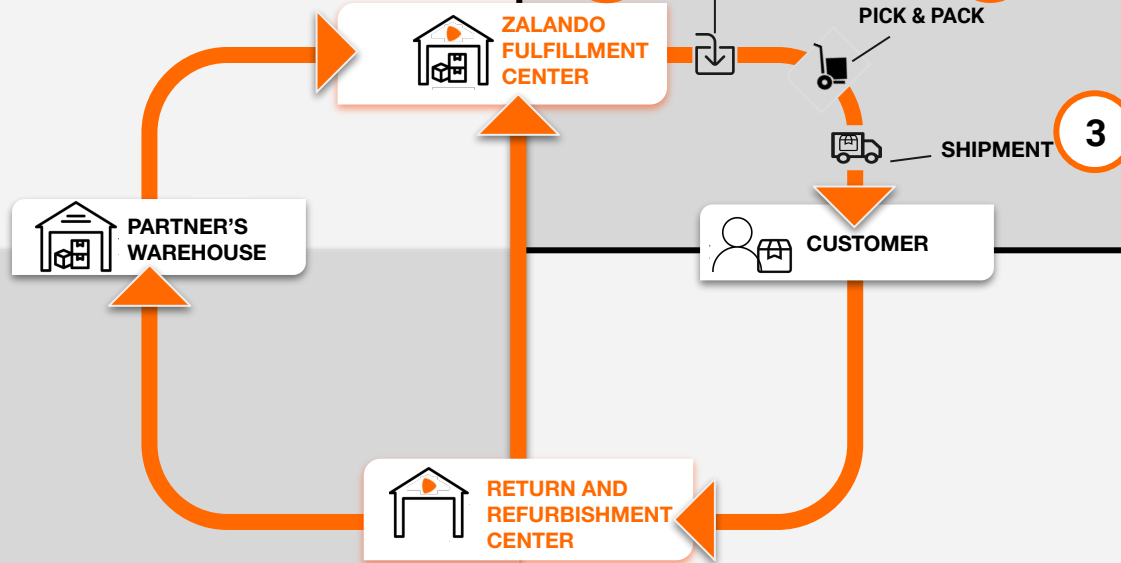 ZALANDO
FULFILLMENT
CENTER
PICK & PACK
SHIPMENT
3
PARTNER'S
WAREHOUSE
CUSTOMER
RETURN AND
REFURBISHMENT
CENTER